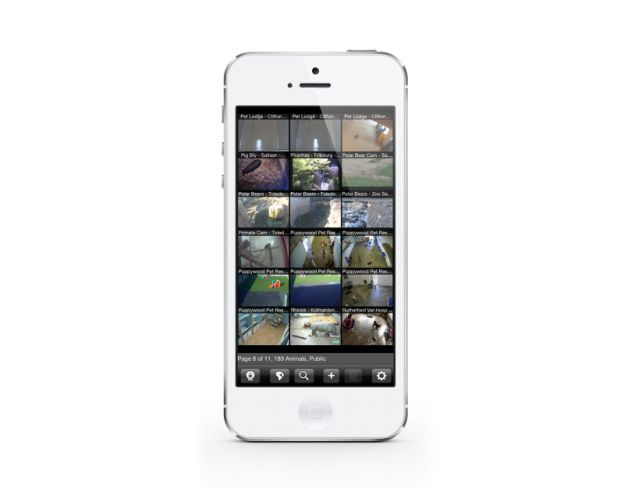 Pet Lodge - Clifton... Pet Lodge - Clifton... Pet Lodge - Clifton...
Pig Sty - Saltash - ... Piranhas - Fribourg - ... Polar Bear Cam - Sa...
Polar Bears - Toledo... Polar Bears - Toledo... Polar Bears - Zoo Sa...
Primate Cam - Toled... Puppywood Pet Res... Puppywood Pet Res...
Puppywood Pet Res... Puppywood Pet Res... Puppywood Pet Res...
Puppywood Pet Res... Rhinos - Kolmarden... Rutherford Vet Hosp...
Page 6 of 11, 189 Animals, Public